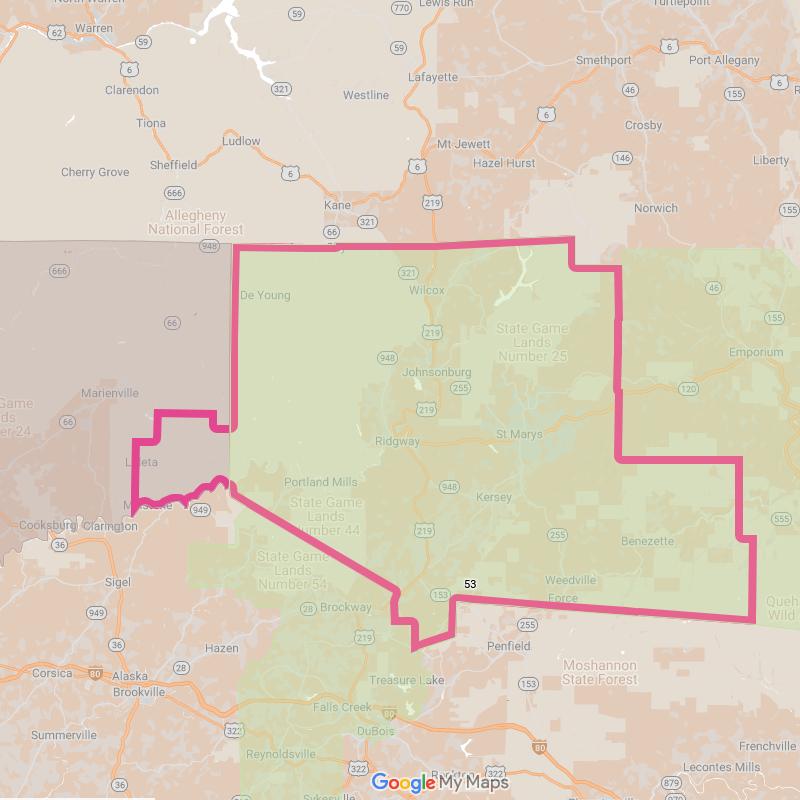 Lewis Run
Turtlepoint
North Warren
Warren
62
6
59
770
59
6
Smethport
Port Allegany
6
Lafayette
321
Westline
46
155
Clarendon
6
Tiona
Crosby
Ludlow
Mt Jewett
Sheffield
6
Hazel Hurst
146
Liberty
Cherry Grove
6
666
Kane
219
Norwich
155
Allegheny
National Forest
321
66
948
666
321
46
De Young
Wilcox
155
66
219
State Game
Lands
Number 25
Emporium
948
Johnsonburg
120
Marienville
255
66
219
Ridgway
St Marys
Portland Mills
948
Kersey
949
State Game
Lands
Number 44
219
255
555
Cooksburg
Clarington
36
Benezette
State Game
Lands
Number 54
Sigel
53
Weedville
153
Force
28
Brockway
949
255
36
219
Hazen
Penfield
Corsica
80
Alaska
28
Moshannon
State Forest
Brookville
Treasure Lake
153
Falls Creek
80
322
DuBois
Summerville
80
Frenchville
Reynoldsville
322
322
Lecontes Mills
36
879
Google My Maps
Sykesville